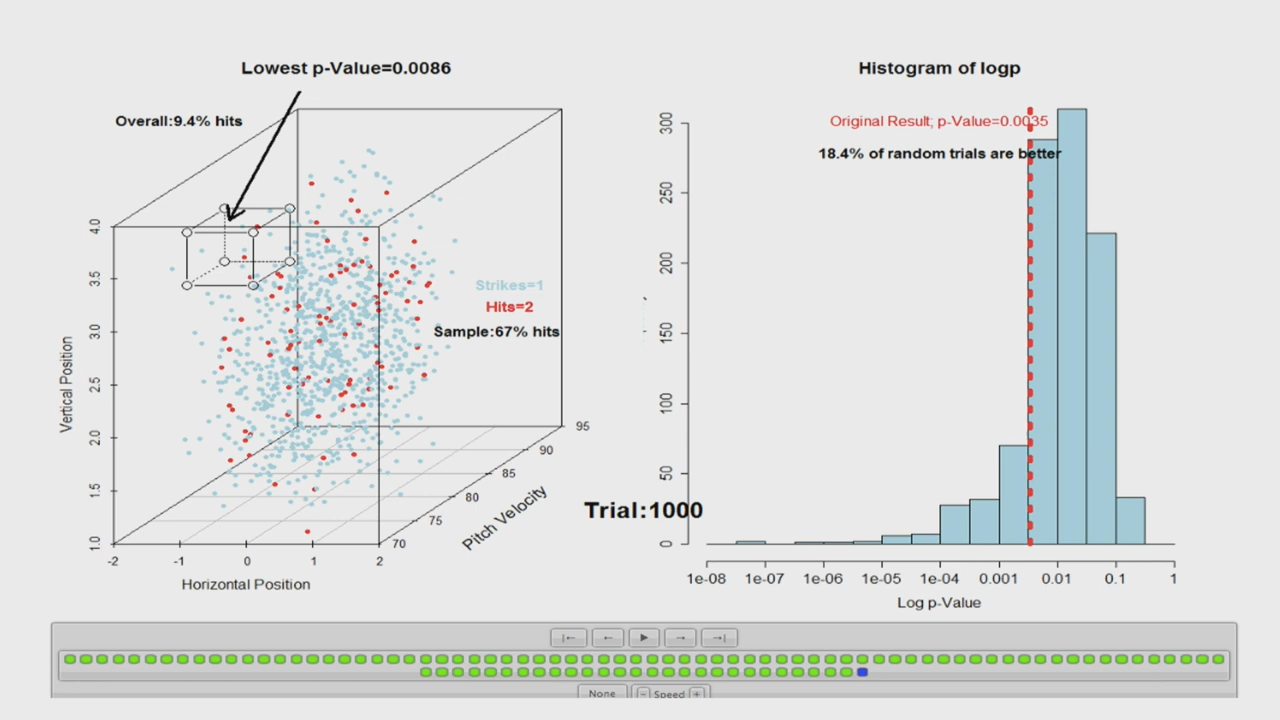 Lowest p-Value=0.0086
Overall:9.4% hits
4.0
3.5
3.0
2.5
2.0
1.5
1.0
Vertical Position
-2
-1
0
1
2
Horizontal Position
70
75
80
85
90
95
Pitch Velocity
Strikes=1
Hits=2
Sample:67% hits
Trial:1000
Histogram of logp
Original Result; p-Value=0.0035
18.4% of random trials are better
300
250
200
150
100
50
0
1e-08
1e-07
1e-06
1e-05
1e-04
0.001
0.01
0.1
1
Log p-Value
None
Speed